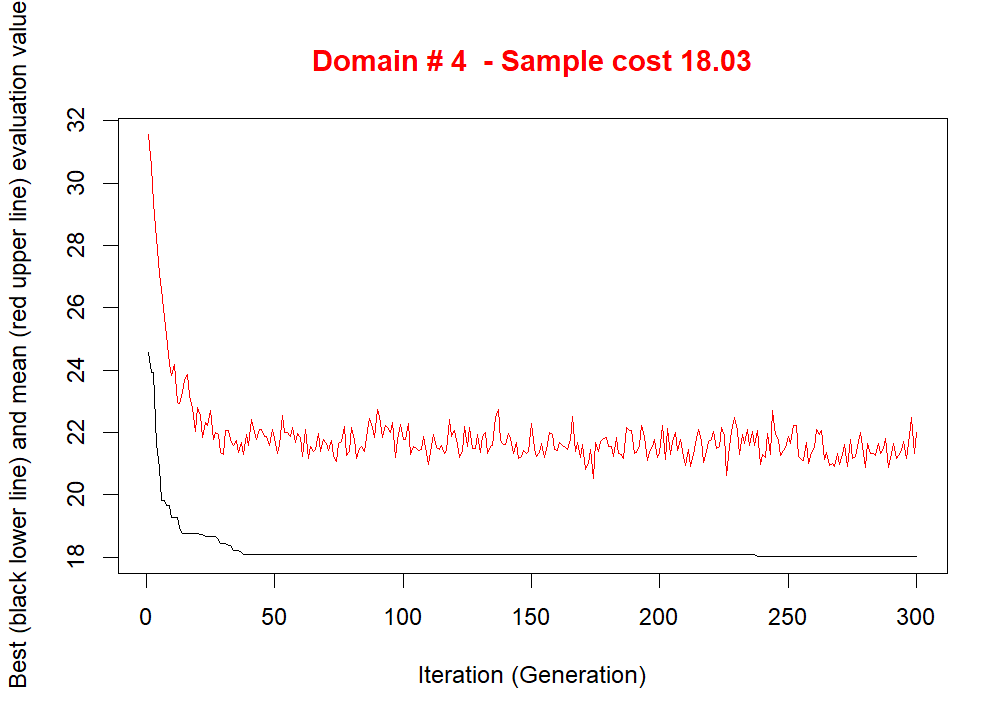 Domain # 4  - Sample cost 18.03
Best (black lower line) and mean (red upper line) evaluation value
32
30
28
26
24
22
20
18
0 50 100 150 200 250 300
Iteration (Generation)